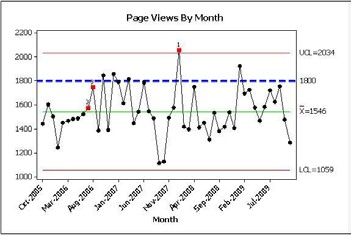 Page Views By Month
2200
2000
1800
1600
1400
1200
1000
UCL=2034
1800
X=1546
LCL=1059
1
Oct-2005
Mar-2006
Aug-2006
Jan-2007
Jun-2007
Nov-2007
Apr-2008
Sep-2008
Feb-2009
Jul-2009
Month